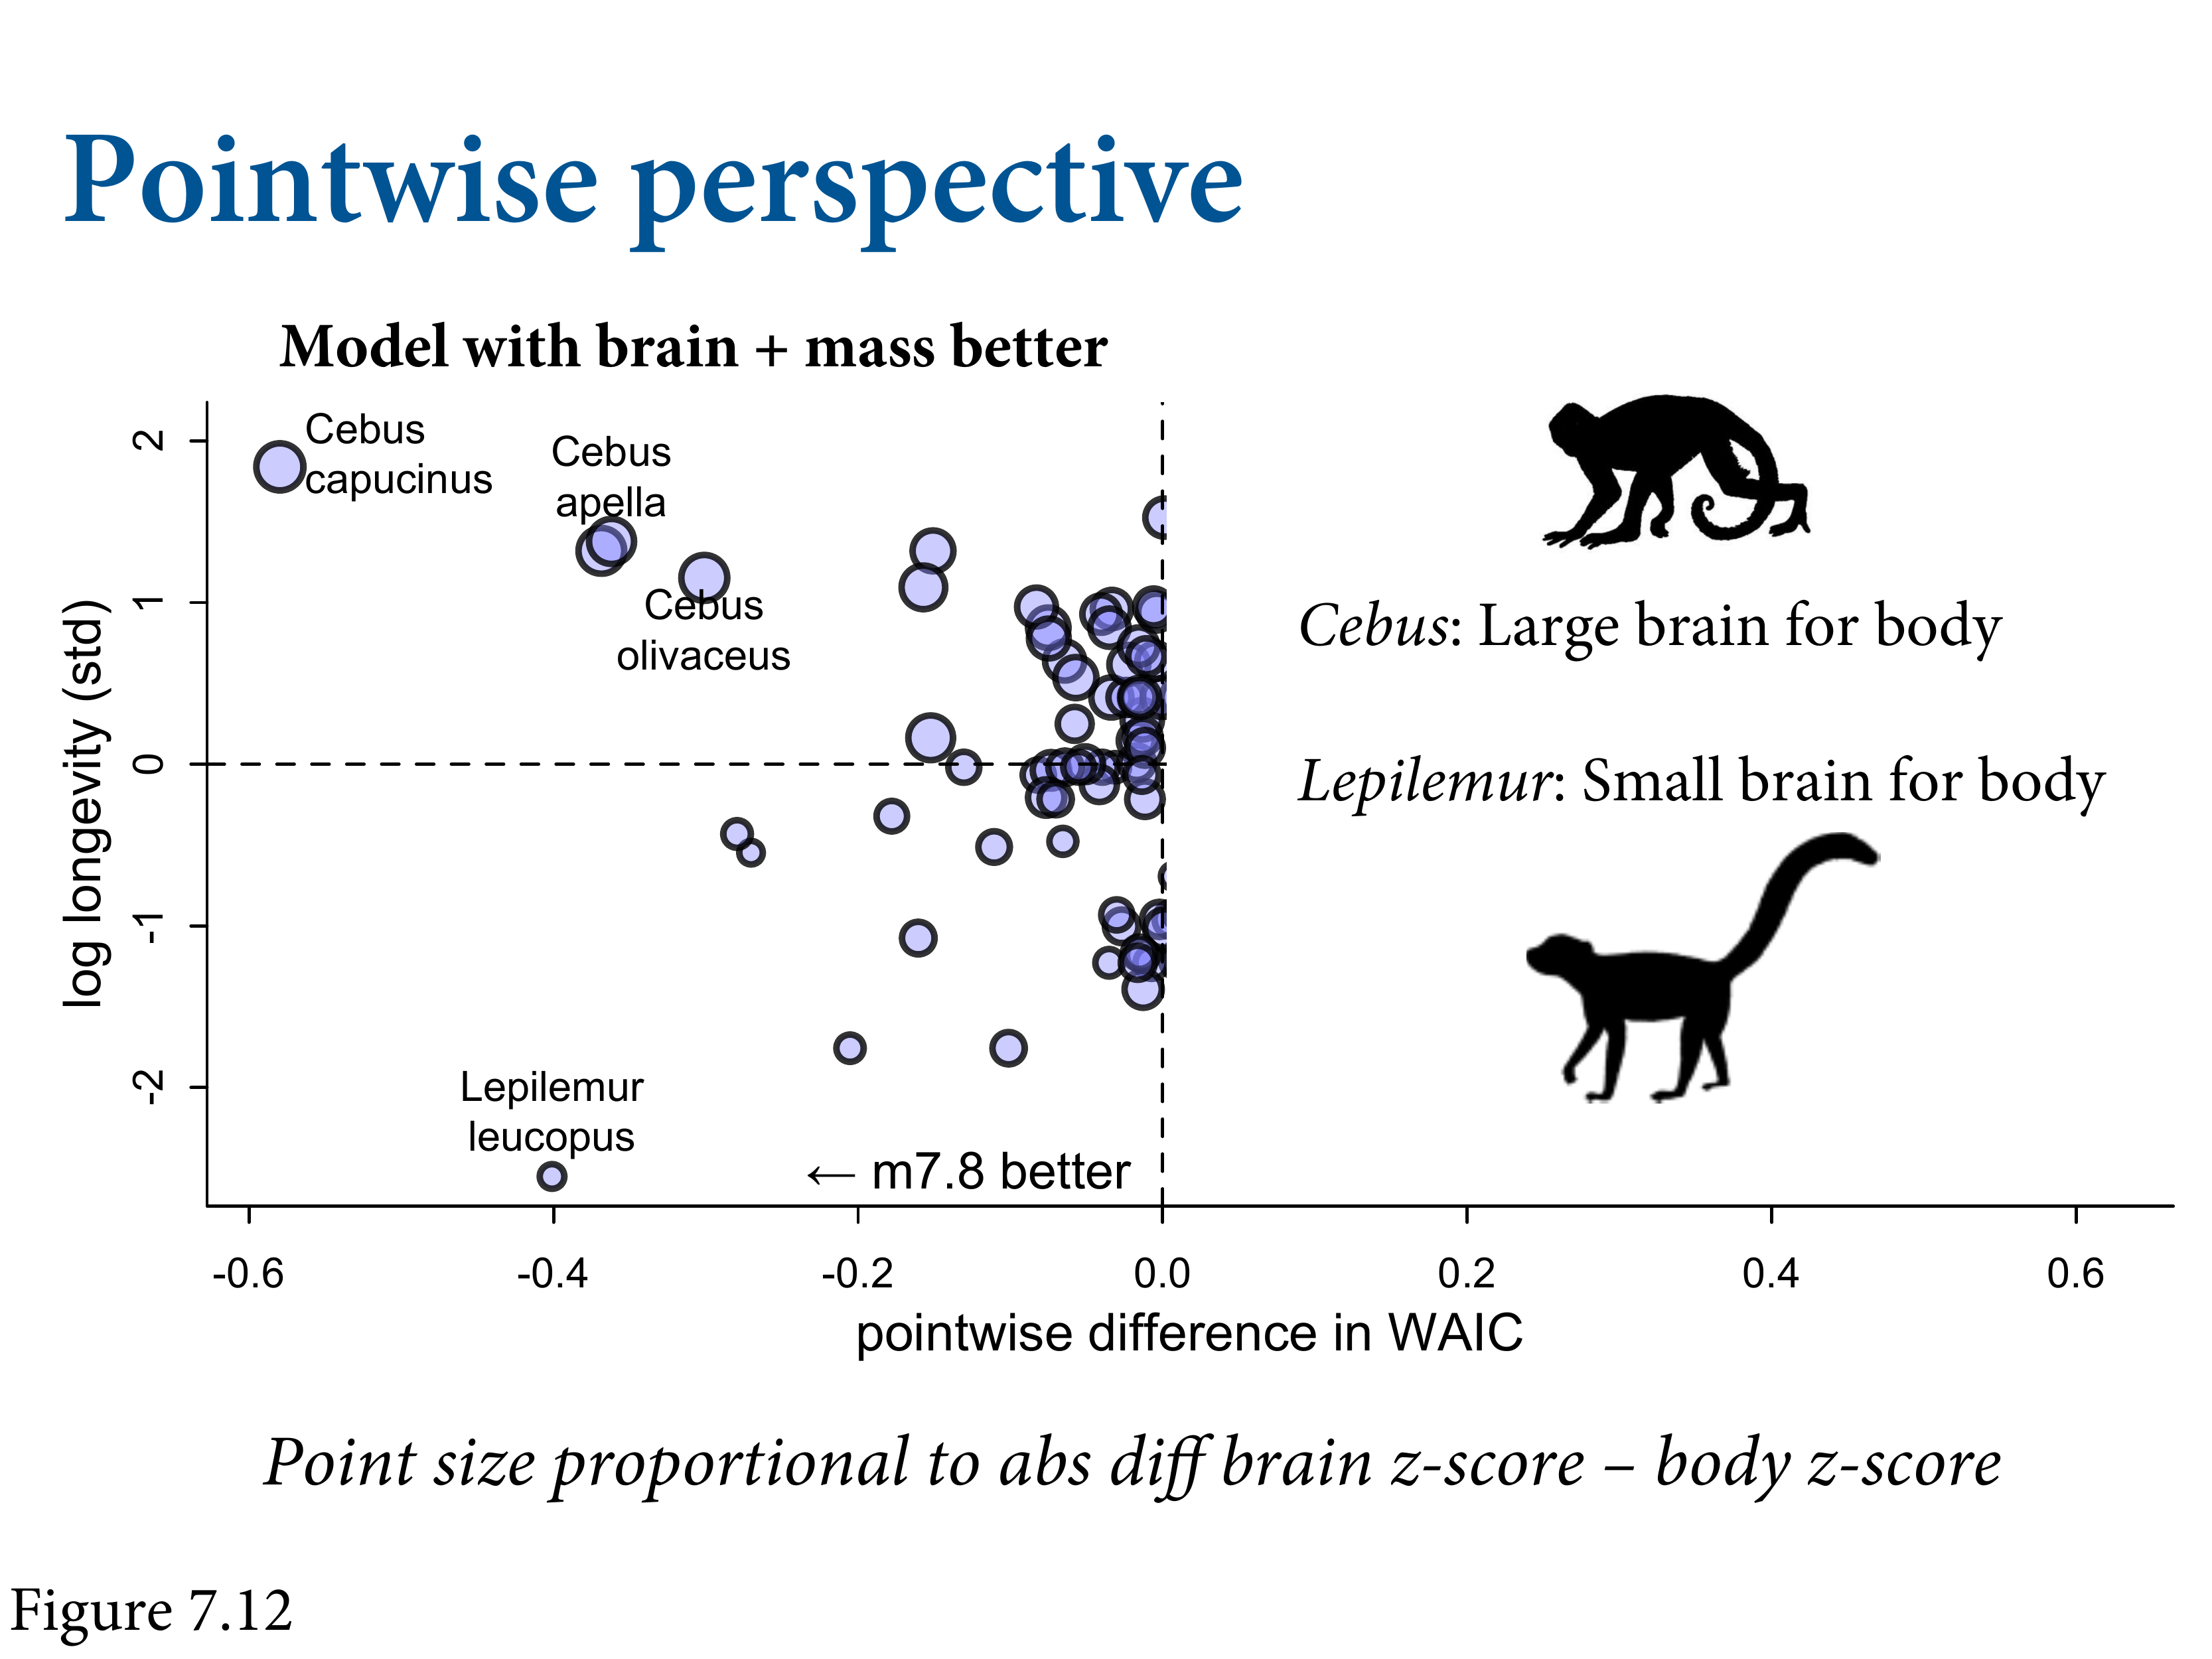 Pointwise perspective
Model with brain + mass better
Cebus
capucinus
Cebus
apella
Cebus
olivaceus
Lepilemur
leucopus
← m7.8 better
2
1
0
-1
-2
log longevity (std)
-0.6
-0.4
-0.2
0.0
0.2
0.4
0.6
pointwise difference in WAIC
Cebus: Large brain for body
Lepilemur: Small brain for body
Point size proportional to abs diff brain z-score – body z-score
Figure 7.12